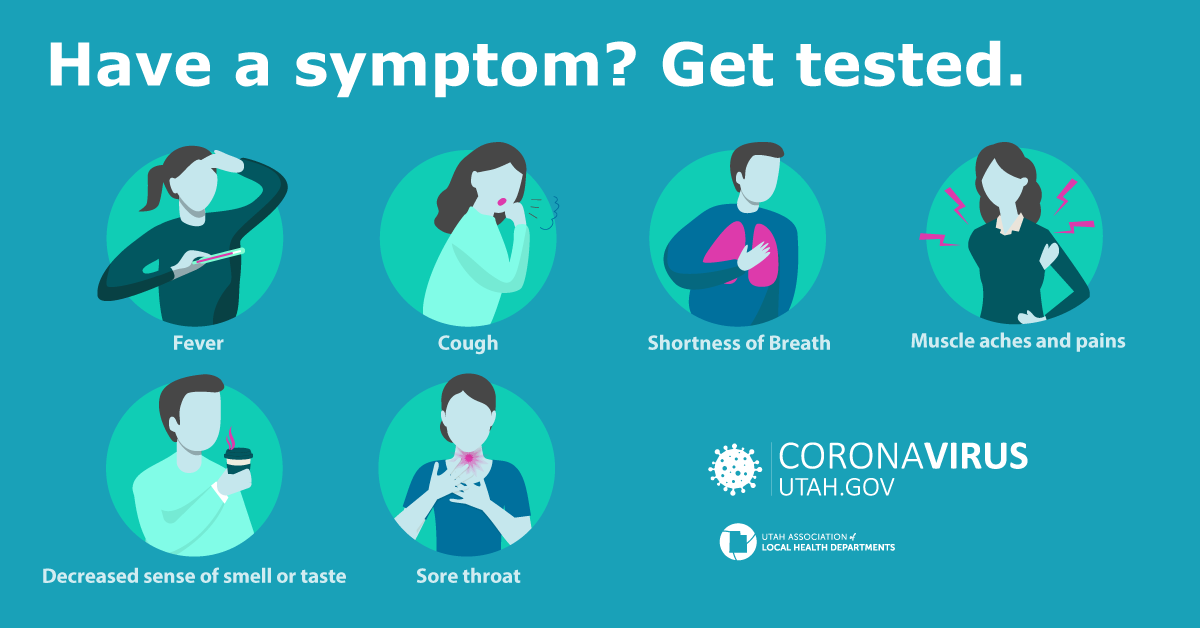 Have a symptom? Get tested.
Fever
Cough
Shortness of Breath
Muscle aches and pains
Decreased sense of smell or taste
Sore throat
CORONAVIRUS
UTAH.GOV
UTAH ASSOCIATION of
LOCAL HEALTH DEPARTMENTS